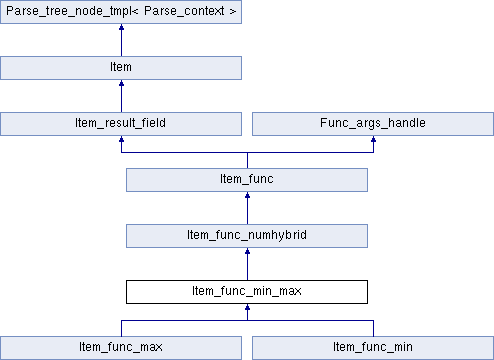 Parse_tree_node_tmpl< Parse_context >
Item
Item_result_field
Func_args_handle
Item_func
Item_func_numhybrid
Item_func_min_max
Item_func_max
Item_func_min